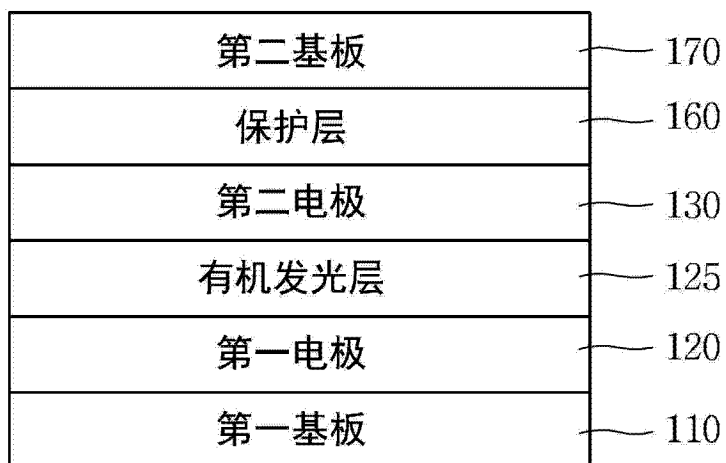 第二基板 170
保护层 160
第二电极 130
有机发光层 125
第一电极 120
第一基板 110